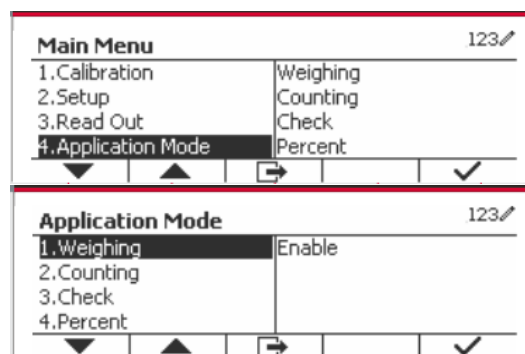 Main Menu 123
1.Calibration Weighing
2.Setup Counting
3.Read Out Check
4.Application Mode Percent
Application Mode 123
1.Weighing Enable
2.Counting
3.Check
4.Percent